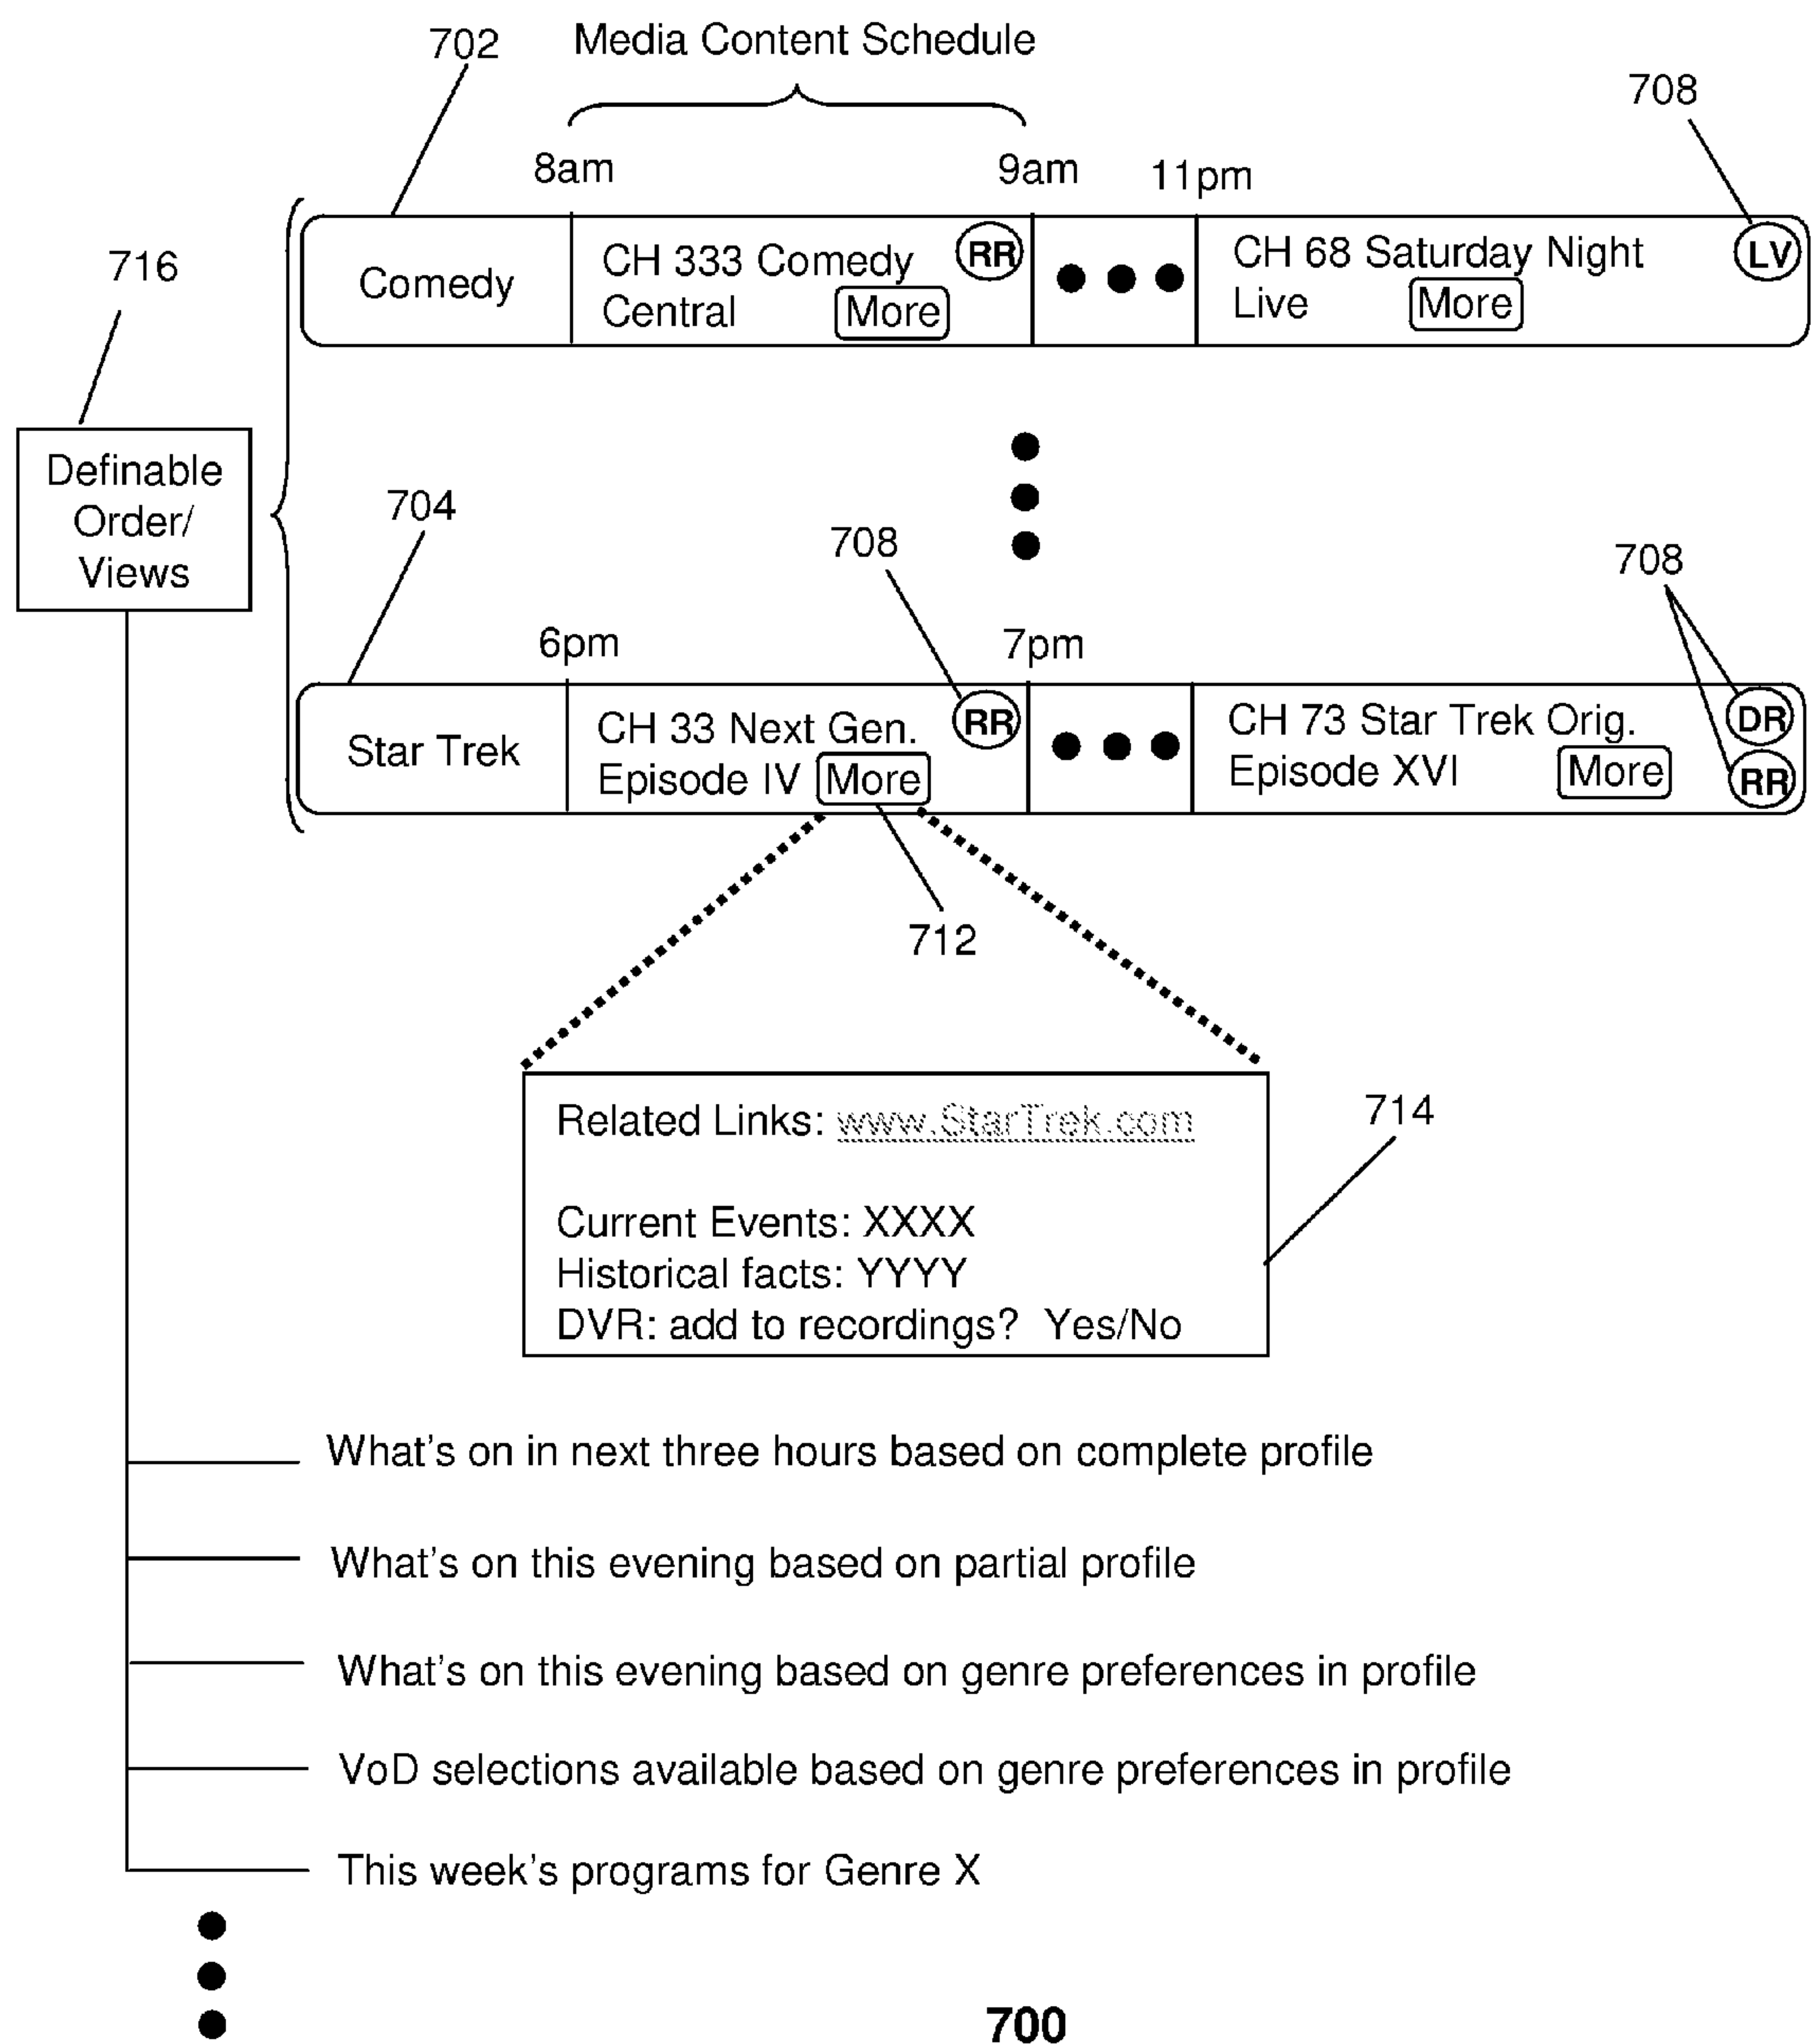 702 Media Content Schedule
708
8am 9am 11pm
716
Comedy
CH 333 Comedy RR
Central More
CH 68 Saturday Night LV
Live More
Definable
Order/
Views
704
708
708
6pm 7pm
Star Trek
CH 33 Next Gen. RR
Episode IV More
CH 73 Star Trek Orig. DR
Episode XVI More RR
712
714
Related Links: www.StarTrek.com
Current Events: XXXX
Historical facts: YYYY
DVR: add to recordings? Yes/No
What's on in next three hours based on complete profile
What's on this evening based on partial profile
What's on this evening based on genre preferences in profile
VoD selections available based on genre preferences in profile
This week's programs for Genre X
700